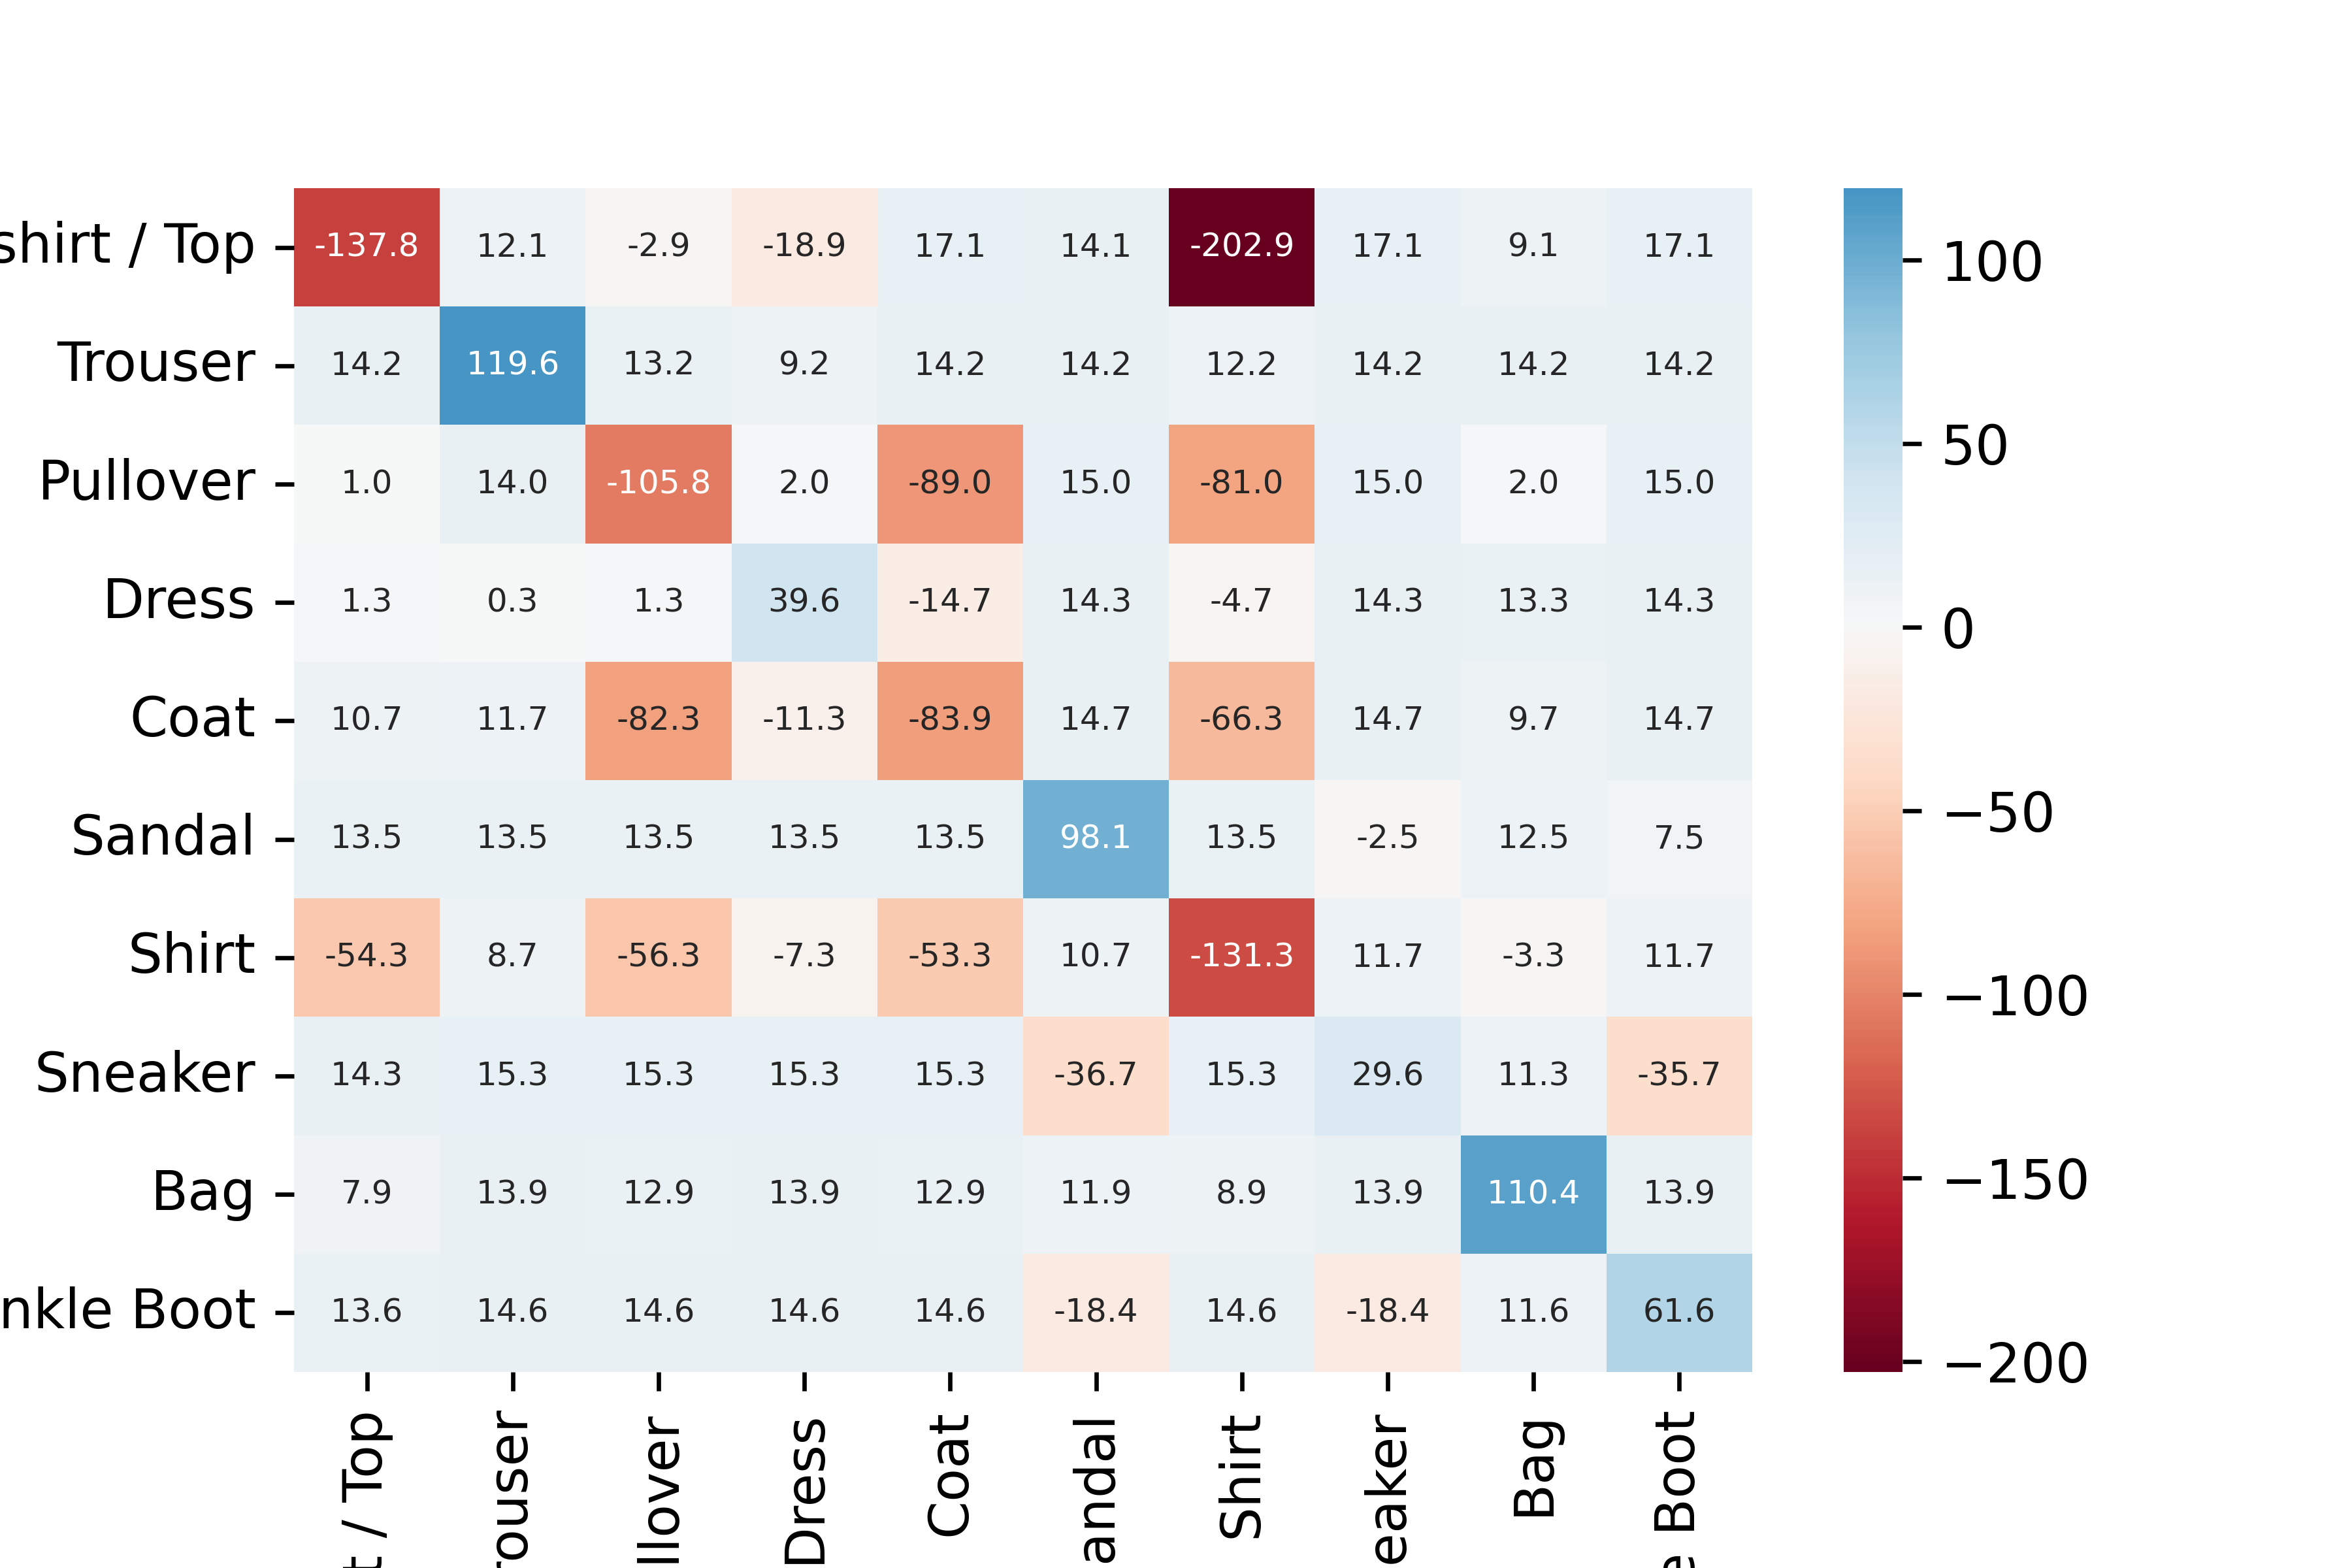 shirt / Top -137.8 12.1 -2.9 -18.9 17.1 14.1 -202.9 17.1 9.1 17.1
Trouser 14.2 119.6 13.2 9.2 14.2 14.2 12.2 14.2 14.2 14.2
Pullover 1.0 14.0 -105.8 2.0 -89.0 15.0 -81.0 15.0 2.0 15.0
Dress 1.3 0.3 1.3 39.6 -14.7 14.3 -4.7 14.3 13.3 14.3
Coat 10.7 11.7 -82.3 -11.3 -83.9 14.7 -66.3 14.7 9.7 14.7
Sandal 13.5 13.5 13.5 13.5 13.5 98.1 13.5 -2.5 12.5 7.5
Shirt -54.3 8.7 -56.3 -7.3 -53.3 10.7 -131.3 11.7 -3.3 11.7
Sneaker 14.3 15.3 15.3 15.3 15.3 -36.7 15.3 29.6 11.3 -35.7
Bag 7.9 13.9 12.9 13.9 12.9 11.9 8.9 13.9 110.4 13.9
nkle Boot 13.6 14.6 14.6 14.6 14.6 -18.4 14.6 -18.4 11.6 61.6
t / Top
rouser
llover
Dress
Coat
andal
Shirt
eaker
Bag
e Boot
100
50
0
−50
−100
−150
−200